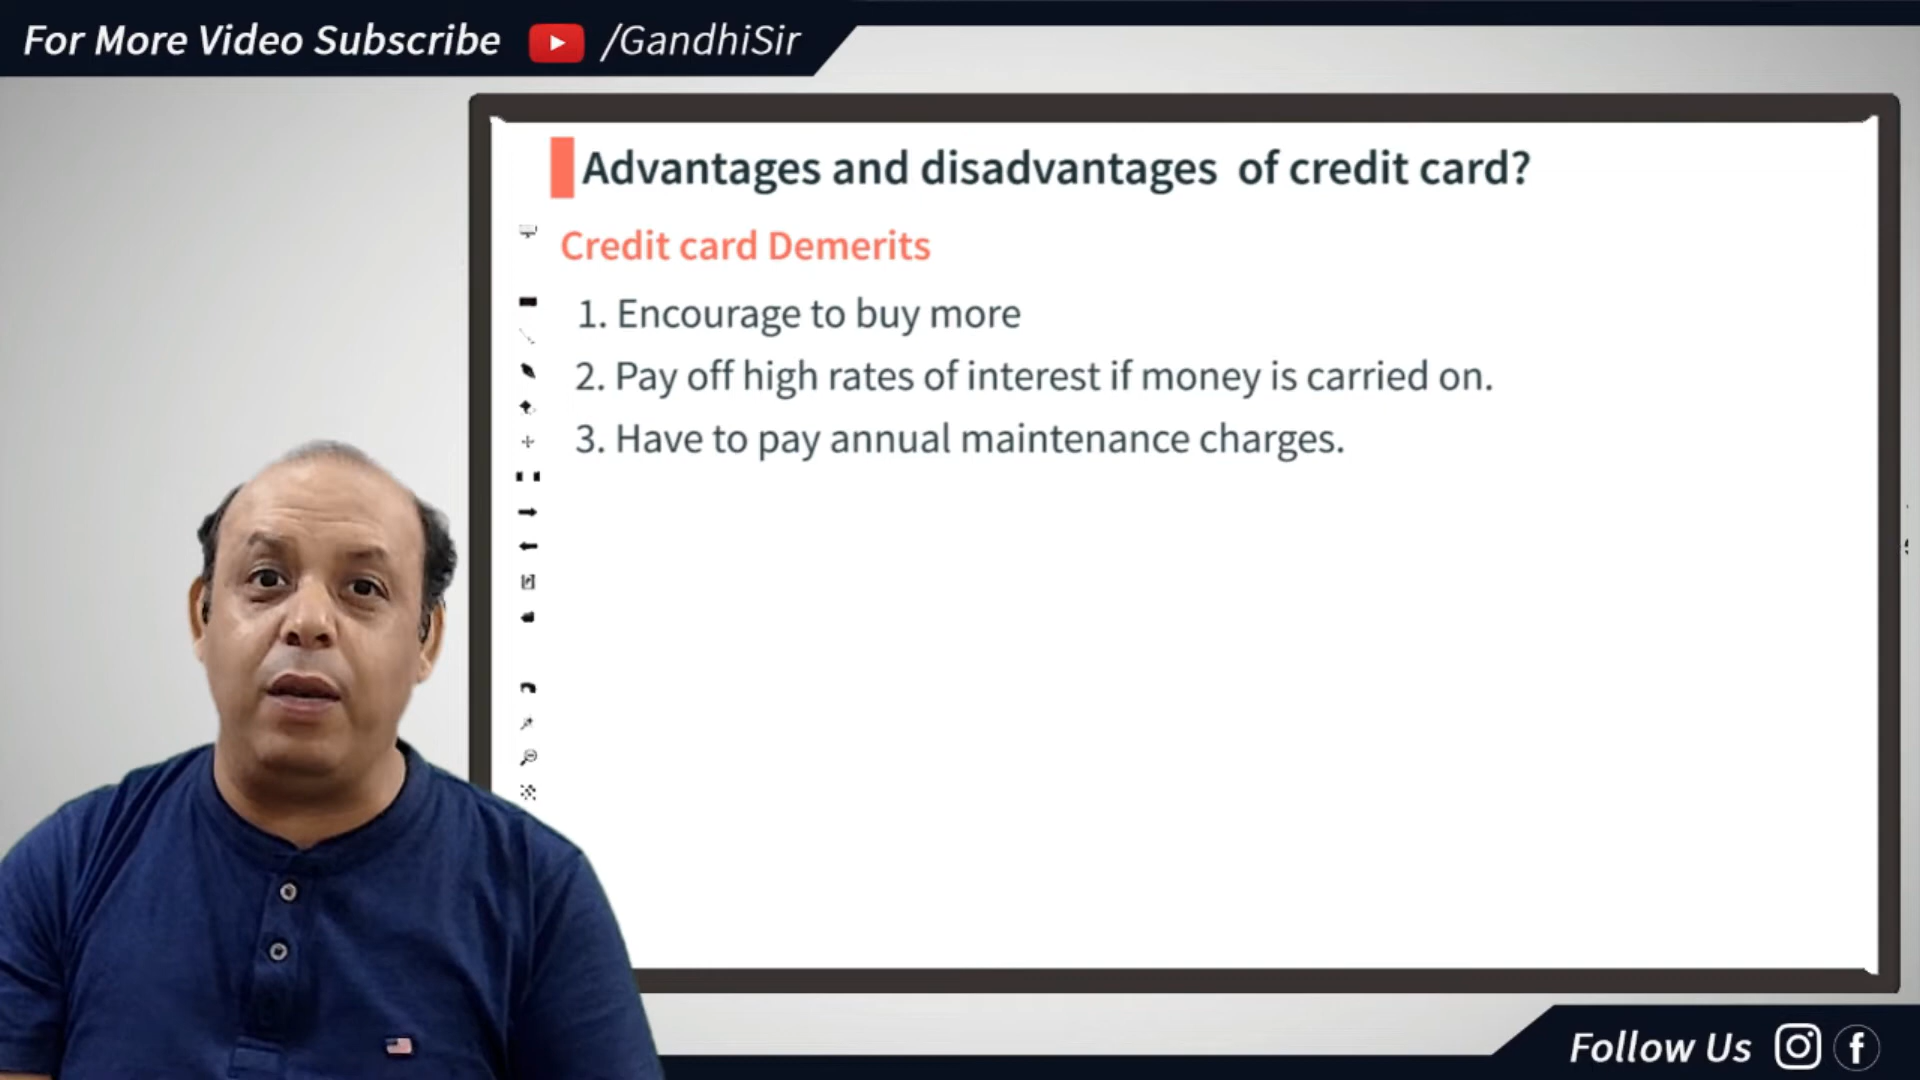 For More Video Subscribe /GandhiSir
Advantages and disadvantages of credit card?
Credit card Demerits
1. Encourage to buy more
2. Pay off high rates of interest if money is carried on.
3. Have to pay annual maintenance charges.
Follow Us